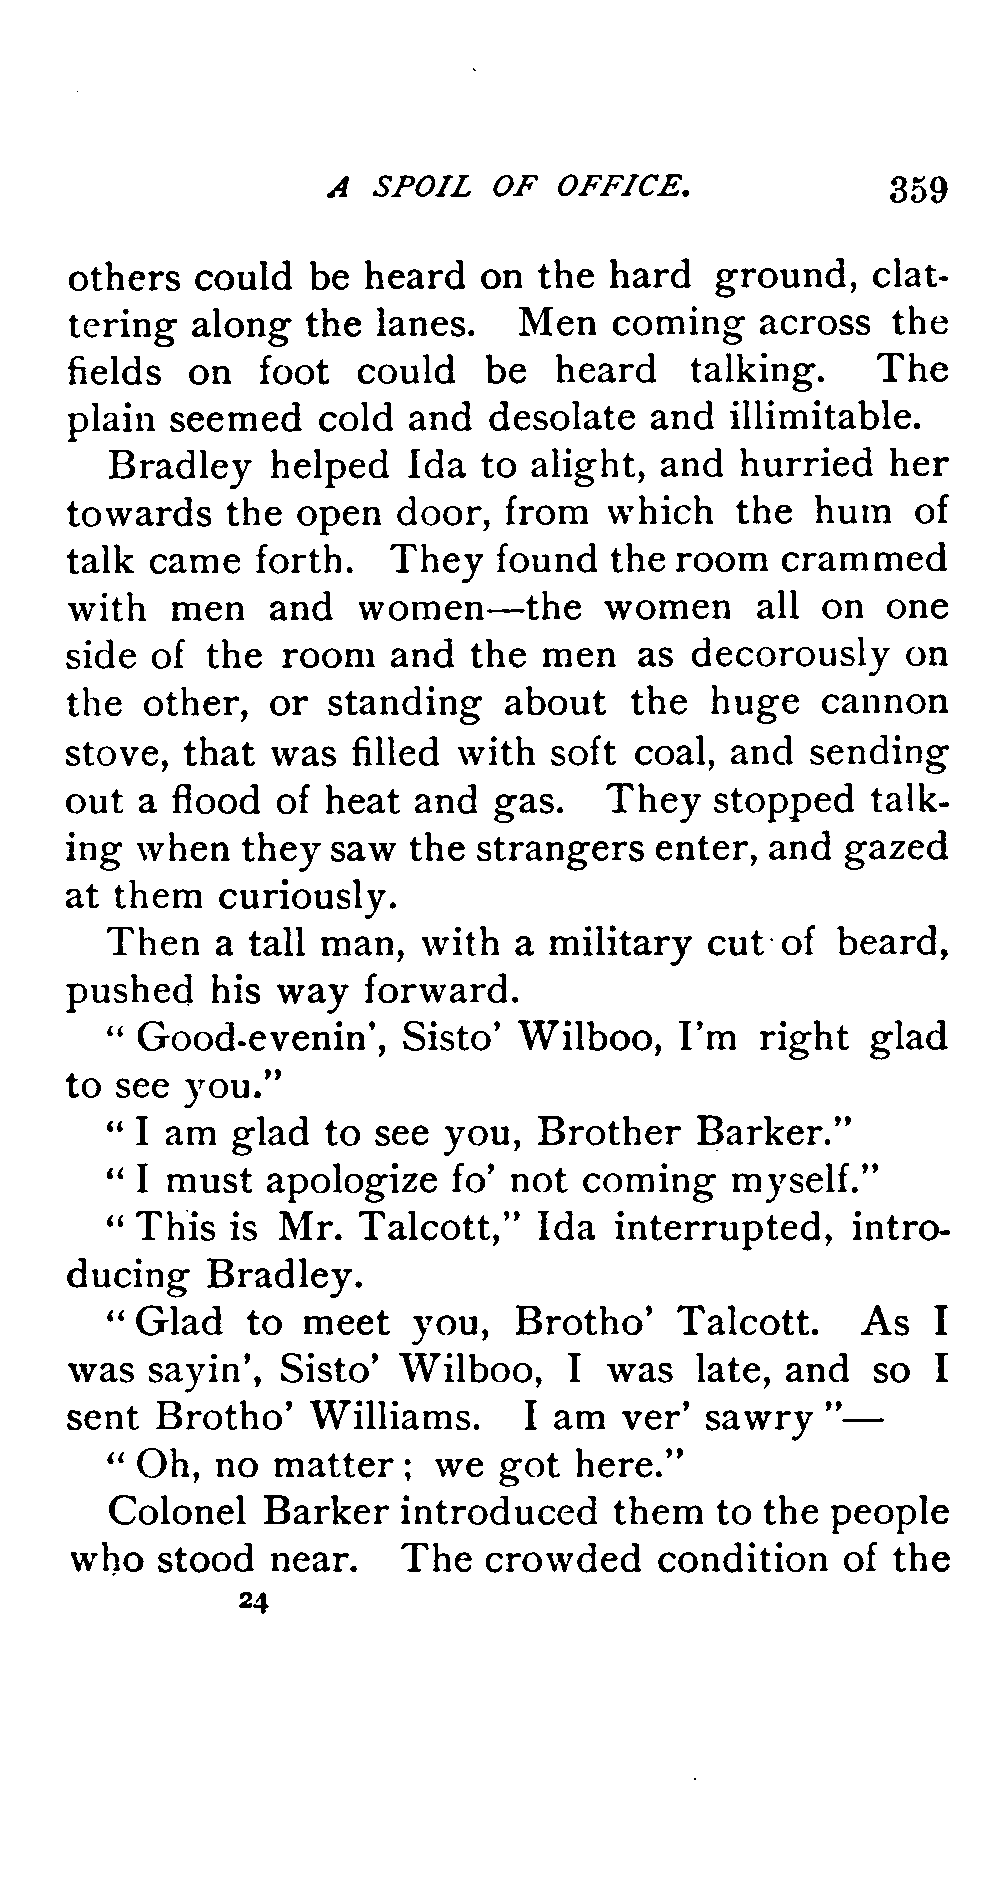 A SPOIL OF OFFICE. 359
others could be heard on the hard ground, clat-
tering along the lanes. Men coming across the
fields on foot could be heard talking. The
plain seemed cold and desolate and illimitable.
Bradley helped Ida to alight, and hurried her
towards the open door, from which the hum of
talk came forth. They found the room crammed
with men and women—the women all on one
side of the room and the men as decorously on
the other, or standing about the huge cannon
stove, that was filled with soft coal, and sending
out a flood of heat and gas. They stopped talk-
ing when they saw the strangers enter, and gazed
at them curiously.
Then a tall man, with a military cut of beard,
pushed his way forward.
“Good-evenin’, Sisto’ Wilboo, I’m right glad
to see you.”
“I am glad to see you, Brother Barker.”
“I must apologize fo’ not coming myself.”
“This is Mr. Talcott,” Ida interrupted, intro-
ducing Bradley.
“Glad to meet you, Brotho’ Talcott. As I
was sayin’, Sisto’ Wilboo, I was late, and so I
sent Brotho’ Williams. I am ver’ sawry”—
“Oh, no matter; we got here.”
Colonel Barker introduced them to the people
who stood near. The crowded condition of the
24